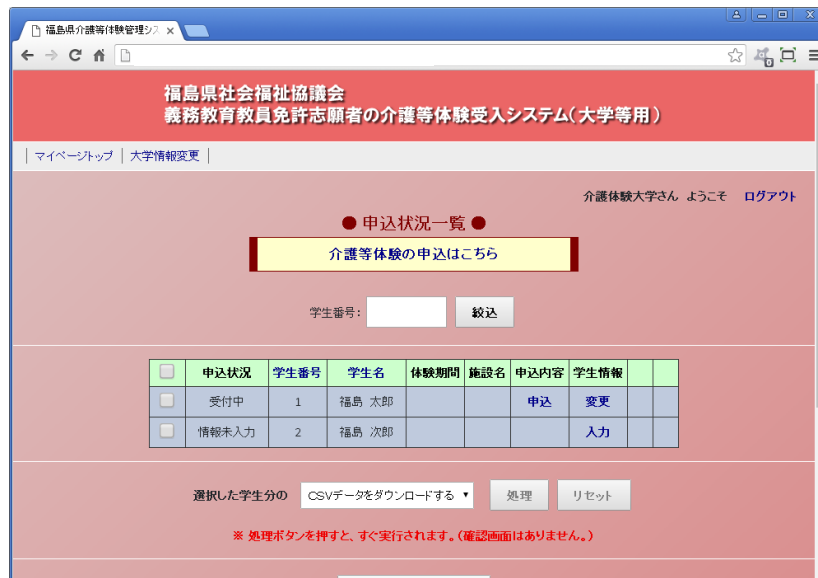 福島県介護等体験管理シス
福島県社会福祉協議会
義務教育教員免許志願者の介護等体験受入システム(大学等用)
｜マイページトップ｜大学情報変更｜
介護体験大学さん ようこそ ログアウト
● 申込状況一覧 ●
介護等体験の申込はこちら
学生番号: 絞込
申込状況 学生番号 学生名 体験期間 施設名 申込内容 学生情報
受付中 1 福島 太郎 申込 変更
情報未入力 2 福島 次郎 入力
選択した学生分の CSVデータをダウンロードする 処理 リセット
※ 処理ボタンを押すと、すぐ実行されます。(確認画面はありません。)